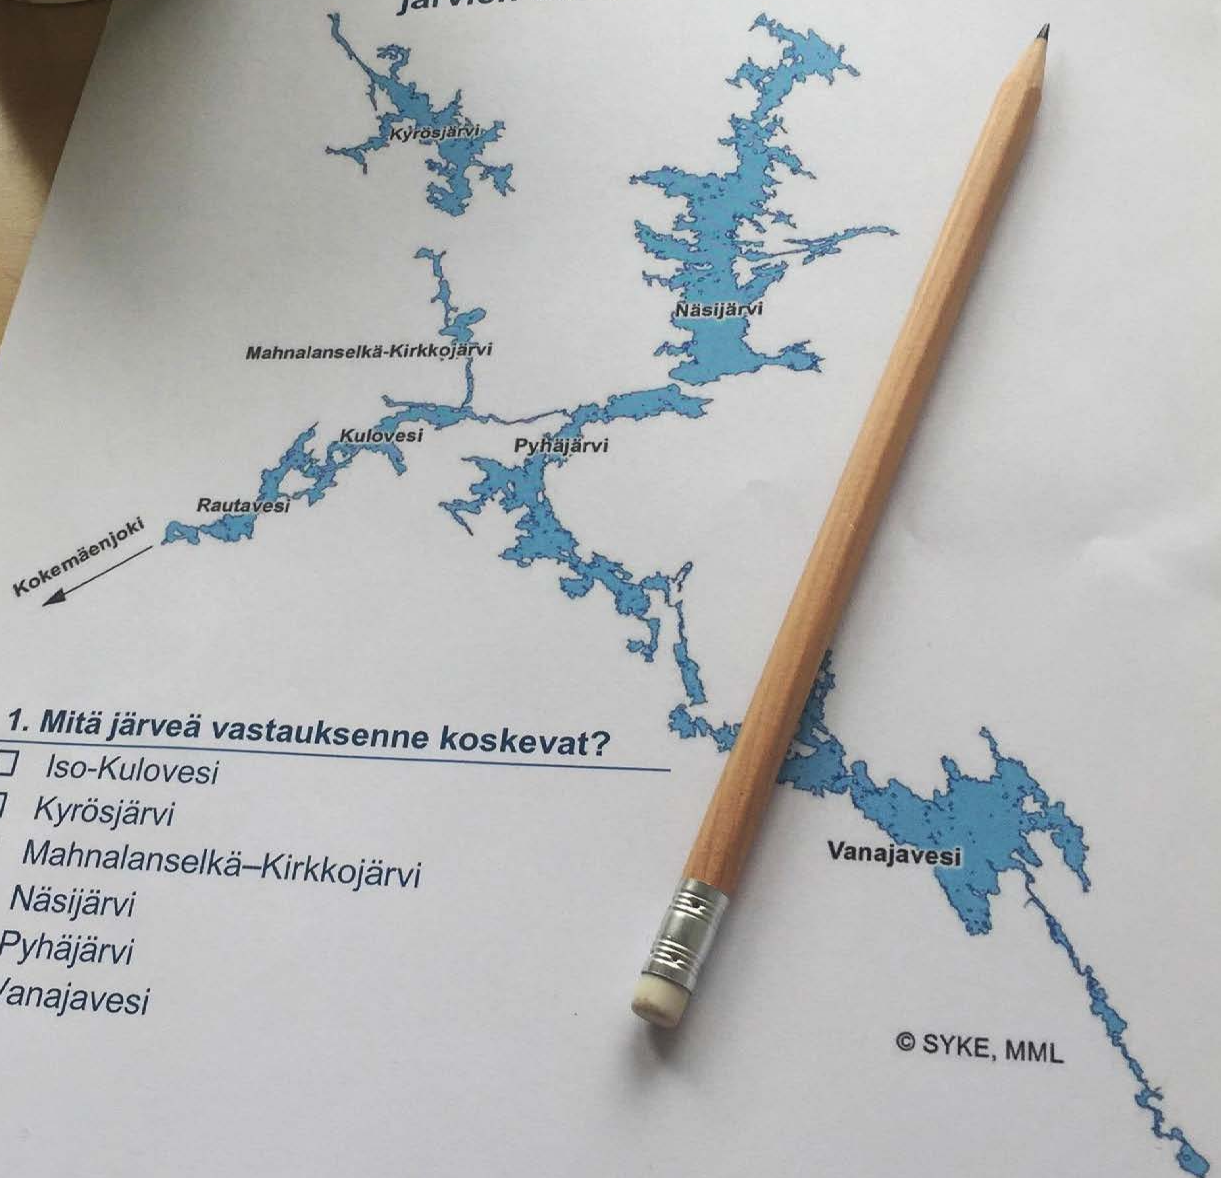 Kyrösjärvi
Näsijärvi
Mahnalanselkä-Kirkkojärvi
Kulovesi
Pyhäjärvi
Rautavesi
Kokemäenjoki
1. Mitä järveä vastauksenne koskevat?
Iso-Kulovesi
Kyrösjärvi
Mahnalanselkä–Kirkkojärvi
Näsijärvi
Pyhäjärvi
Vanajavesi
Vanajavesi
© SYKE, MML